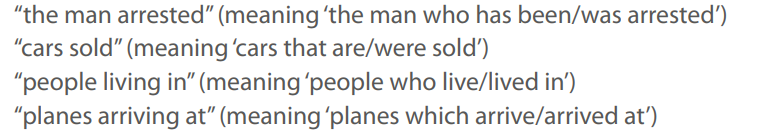 “the man arrested” (meaning ‘the man who has been/was arrested’)
“cars sold” (meaning ‘cars that are/were sold’)
“people living in” (meaning ‘people who live/lived in’)
“planes arriving at” (meaning ‘planes which arrive/arrived at’)